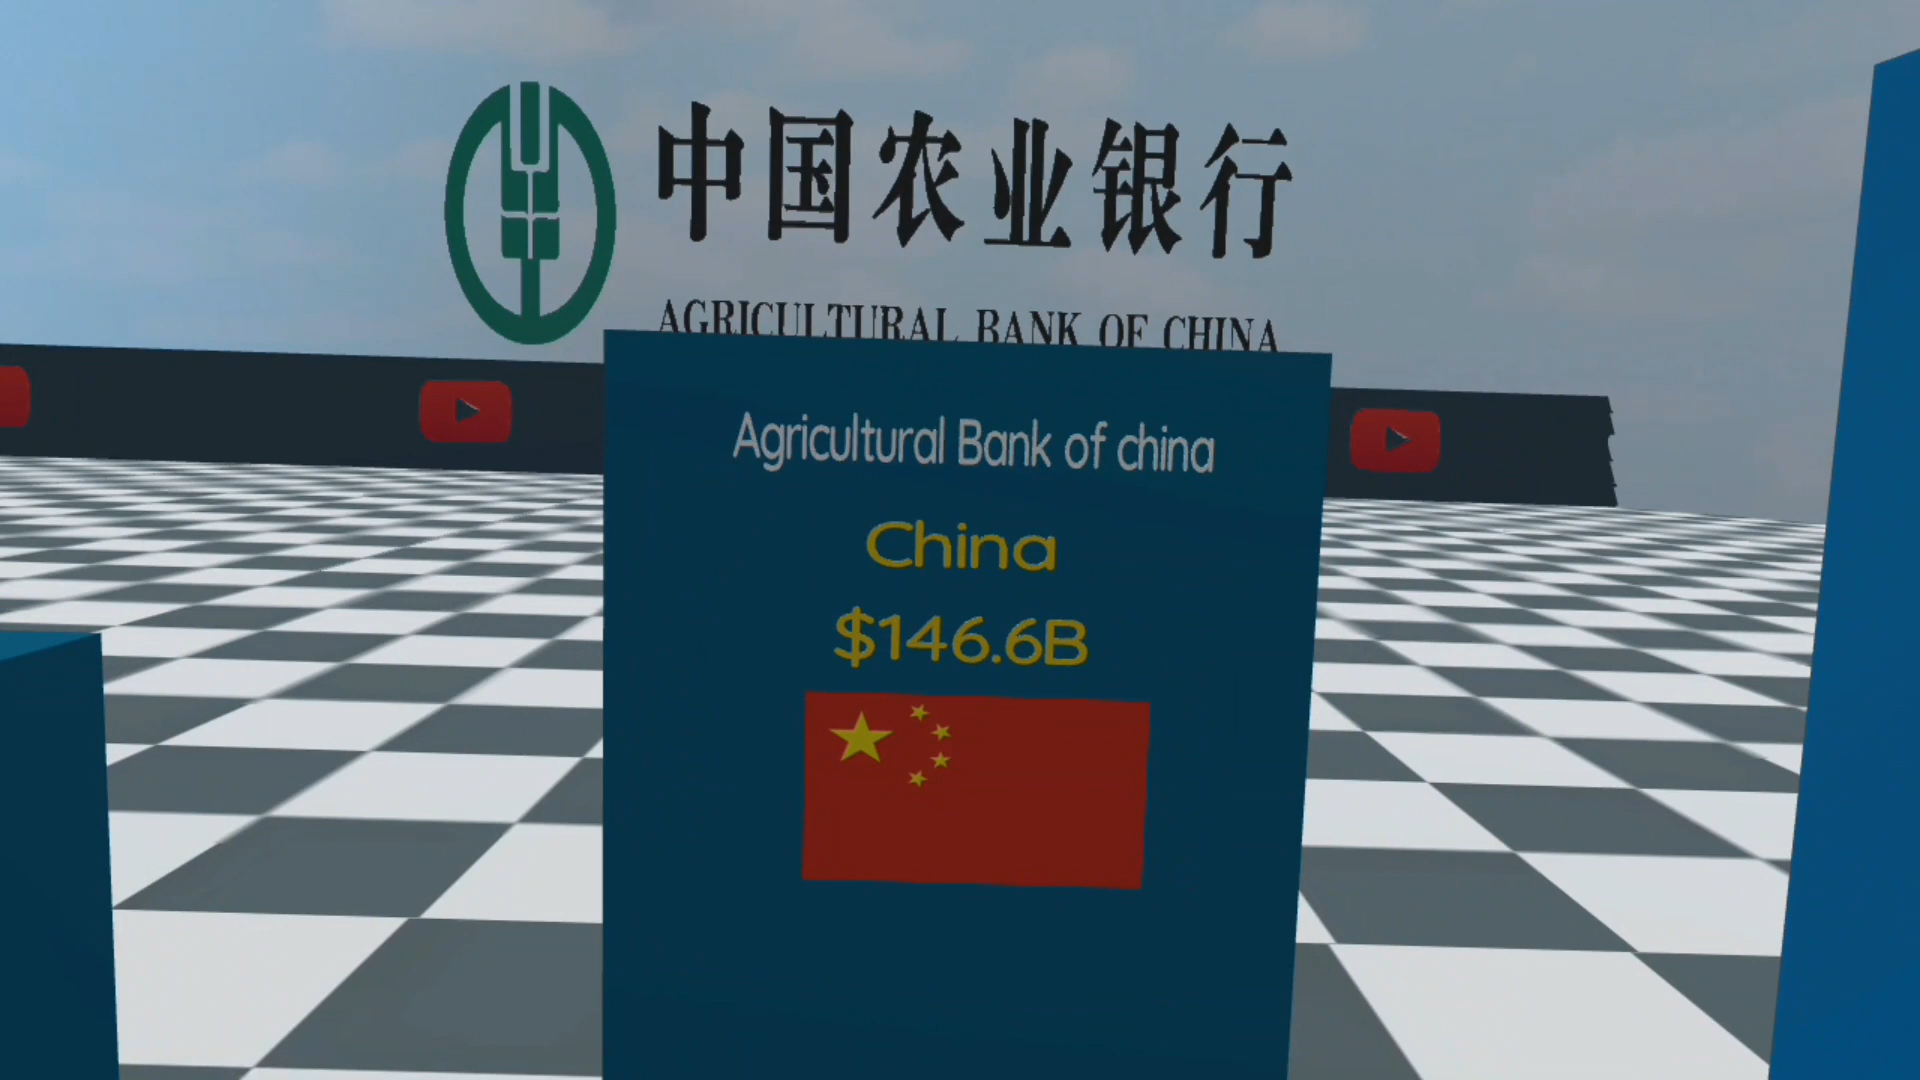 中国农业银行
AGRICULTURAL BANK OF CHINA
Agricultural Bank of china
China
$146.6B